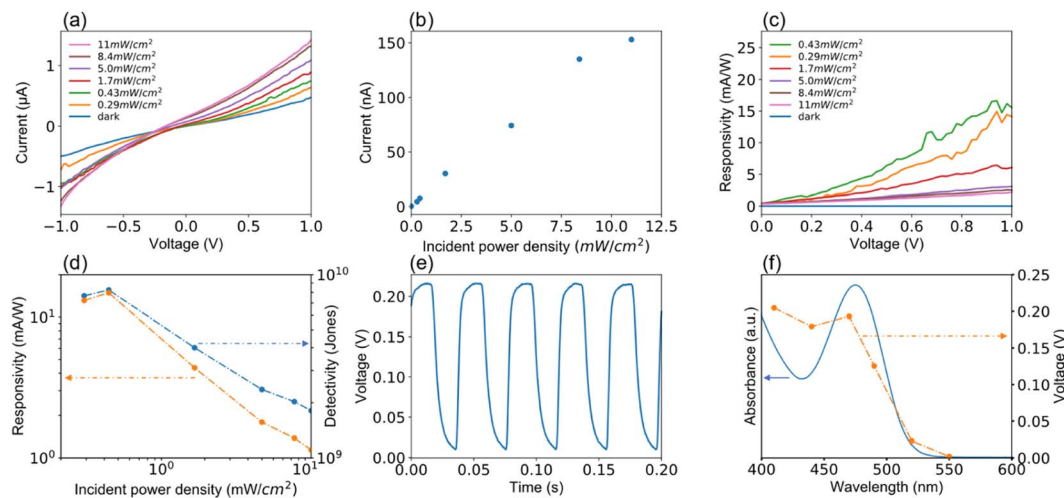 (a)
11mW/cm²
8.4mW/cm²
5.0mW/cm²
1.7mW/cm²
0.43mW/cm²
0.29mW/cm²
dark
Current (µA)
1
0
−1
−1.0 −0.5 0.0 0.5 1.0
Voltage (V)
(b)
Current (nA)
150
100
50
0
0.0 2.5 5.0 7.5 10.0 12.5
Incident power density (mW/cm²)
(c)
0.43mW/cm²
0.29mW/cm²
1.7mW/cm²
5.0mW/cm²
8.4mW/cm²
11mW/cm²
dark
Responsivity (mA/W)
25
20
15
10
5
0
0.0 0.2 0.4 0.6 0.8 1.0
Voltage (V)
(d)
Responsivity (mA/W)
10¹
10⁰
Detectivity (Jones)
10¹⁰
10⁹
10⁰ 10¹
Incident power density (mW/cm²)
(e)
Voltage (V)
0.20
0.15
0.10
0.05
0.00
0.00 0.05 0.10 0.15 0.20
Time (s)
(f)
Absorbance (a.u.)
0.25
0.20
0.15
0.10
0.05
0.00
Voltage (V)
400 450 500 550 600
Wavelength (nm)